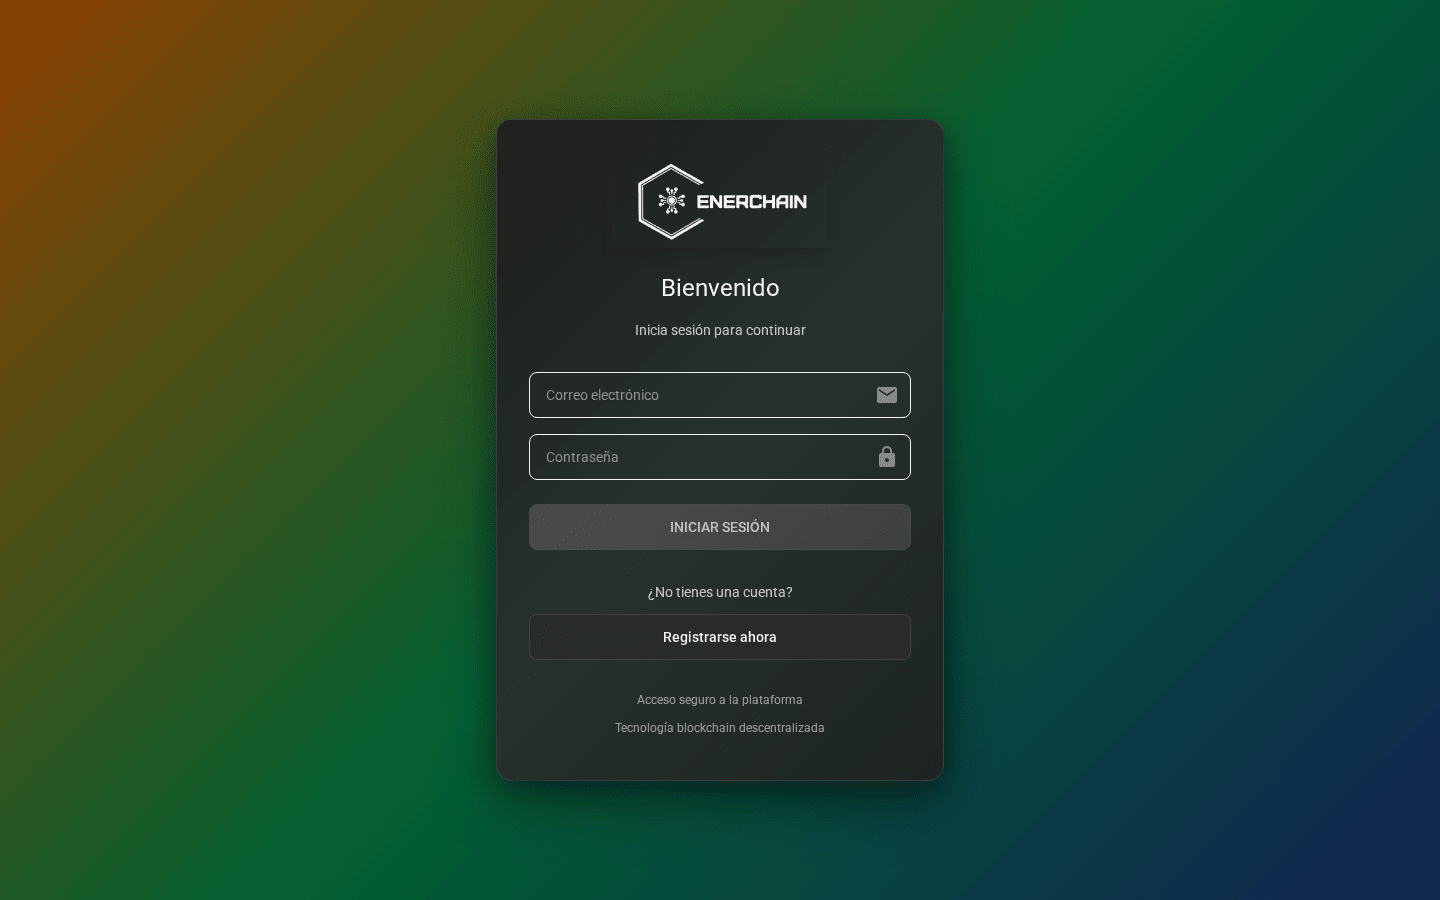 ENERCHAIN
Bienvenido
Inicia sesión para continuar
Correo electrónico
Contraseña
INICIAR SESIÓN
¿No tienes una cuenta?
Registrarse ahora
Acceso seguro a la plataforma
Tecnología blockchain descentralizada